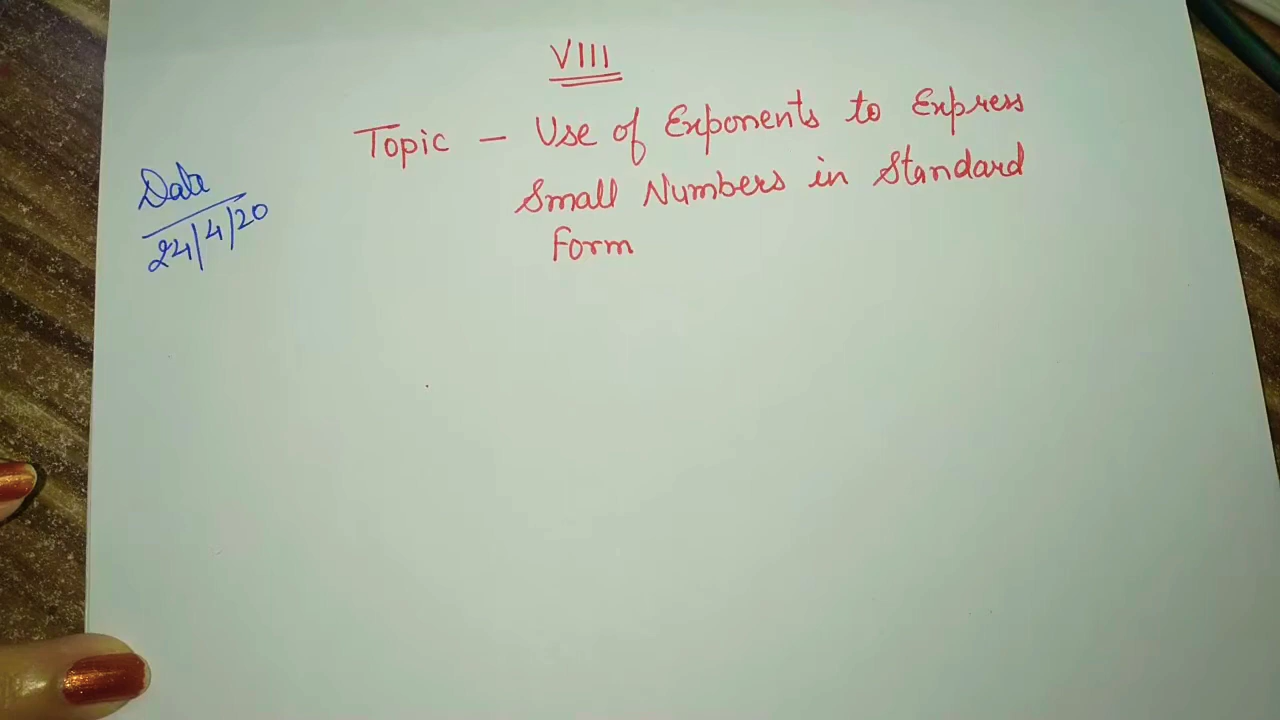 VIII
Topic - Use of Exponents to Express
Small Numbers in Standard
Form
Date
24/4/20